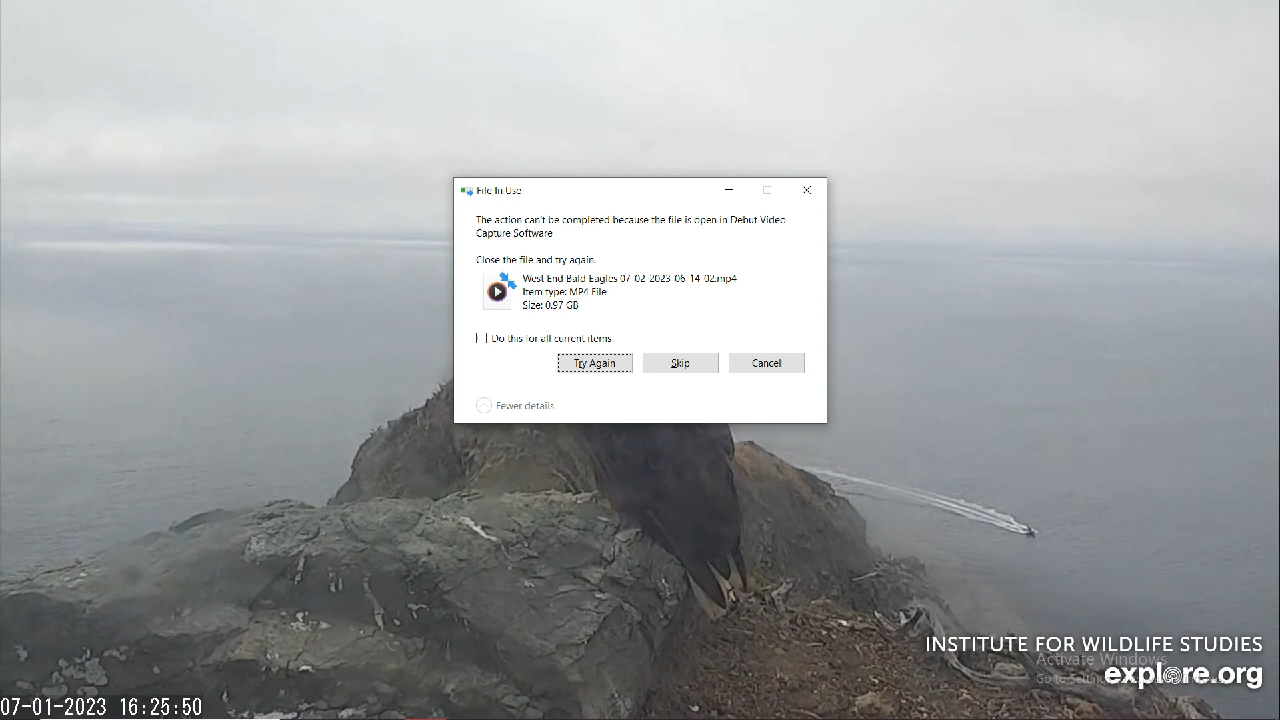 File In Use
The action can't be completed because the file is open in Debut Video
Capture Software
Close the file and try again.
West End Bald Eagles 07-02-2023-06-14-02.mp4
Item type: MP4 File
Size: 0.97 GB
Do this for all current items
Try Again
Skip
Cancel
Fewer details
INSTITUTE FOR WILDLIFE STUDIES
Activate Windows
Go to Settings
explore.org
07-01-2023 16:25:50